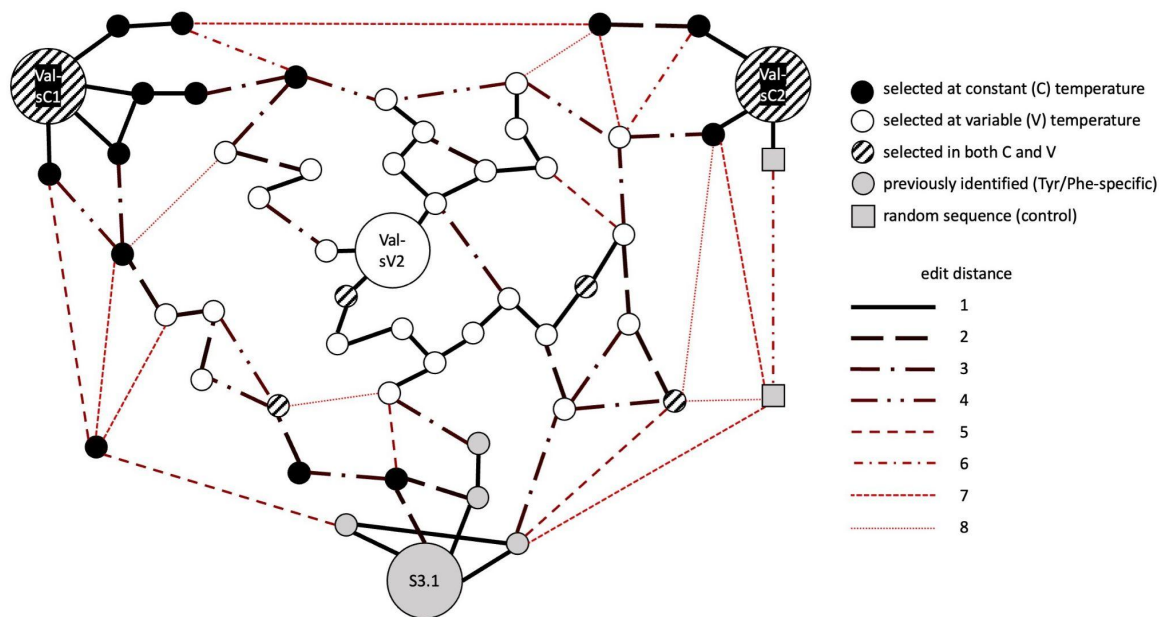 Val-
sC1
Val-
sC2
Val-
sV2
S3.1
selected at constant (C) temperature
selected at variable (V) temperature
selected in both C and V
previously identified (Tyr/Phe-specific)
random sequence (control)
edit distance
1
2
3
4
5
6
7
8